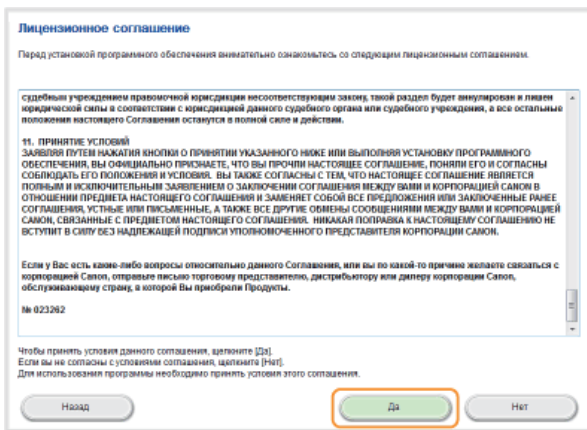 Лицензионное соглашение
Перед установкой программного обеспечения внимательно ознакомьтесь со следующим лицензионным соглашением.
судебным учреждением правомочной юрисдикции несоответствующим закону, такой раздел будет аннулирован и лишен
юридической силы в соответствии с юрисдикцией данного судебного органа или судебного учреждения, а все остальные
положения настоящего Соглашения останутся в полной силе и действии.
11. ПРИНЯТИЕ УСЛОВИЙ
ЗАЯВЛЯЯ ПУТЕМ НАЖАТИЯ КНОПКИ О ПРИНЯТИИ УКАЗАННОГО НИЖЕ ИЛИ ВЫПОЛНЯЯ УСТАНОВКУ ПРОГРАММНОГО
ОБЕСПЕЧЕНИЯ, ВЫ ОФИЦИАЛЬНО ПРИЗНАЕТЕ, ЧТО ВЫ ПРОЧЛИ НАСТОЯЩЕЕ СОГЛАШЕНИЕ, ПОНЯЛИ ЕГО И СОГЛАСНЫ
СОБЛЮДАТЬ ЕГО ПОЛОЖЕНИЯ И УСЛОВИЯ. ВЫ ТАКЖЕ СОГЛАСНЫ С ТЕМ, ЧТО НАСТОЯЩЕЕ СОГЛАШЕНИЕ ЯВЛЯЕТСЯ
ПОЛНЫМ И ИСКЛЮЧИТЕЛЬНЫМ ЗАЯВЛЕНИЕМ О ЗАКЛЮЧЕНИИ СОГЛАШЕНИЯ МЕЖДУ ВАМИ И КОРПОРАЦИЕЙ CANON В
ОТНОШЕНИИ ПРЕДМЕТА НАСТОЯЩЕГО СОГЛАШЕНИЯ И ЗАМЕНЯЕТ СОБОЙ ВСЕ ПРЕДЛОЖЕНИЯ ИЛИ ЗАКЛЮЧЕННЫЕ РАНЕЕ
СОГЛАШЕНИЯ, УСТНЫЕ ИЛИ ПИСЬМЕННЫЕ, А ТАКЖЕ ВСЕ ДРУГИЕ ОБМЕНЫ СООБЩЕНИЯМИ МЕЖДУ ВАМИ И КОРПОРАЦИЕЙ
CANON, СВЯЗАННЫЕ С ПРЕДМЕТОМ НАСТОЯЩЕГО СОГЛАШЕНИЯ. НИКАКАЯ ПОПРАВКА К НАСТОЯЩЕМУ СОГЛАШЕНИЮ НЕ
ВСТУПИТ В СИЛУ БЕЗ НАДЛЕЖАЩЕЙ ПОДПИСИ УПОЛНОМОЧЕННОГО ПРЕДСТАВИТЕЛЯ КОРПОРАЦИИ CANON.
Если у Вас есть какие-либо вопросы относительно данного Соглашения, или вы по какой-то причине желаете связаться с
корпорацией Canon, отправьте письмо торговому представителю, дистрибьютору или дилеру корпорации Canon,
обслуживающему страну, в которой Вы приобрели Продукты.
№ 023262
Чтобы принять условия данного соглашения, щелкните [Да].
Если вы не согласны с условиями соглашения, щелкните [Нет].
Для использования программы необходимо принять условия этого соглашения.
Назад Да Нет